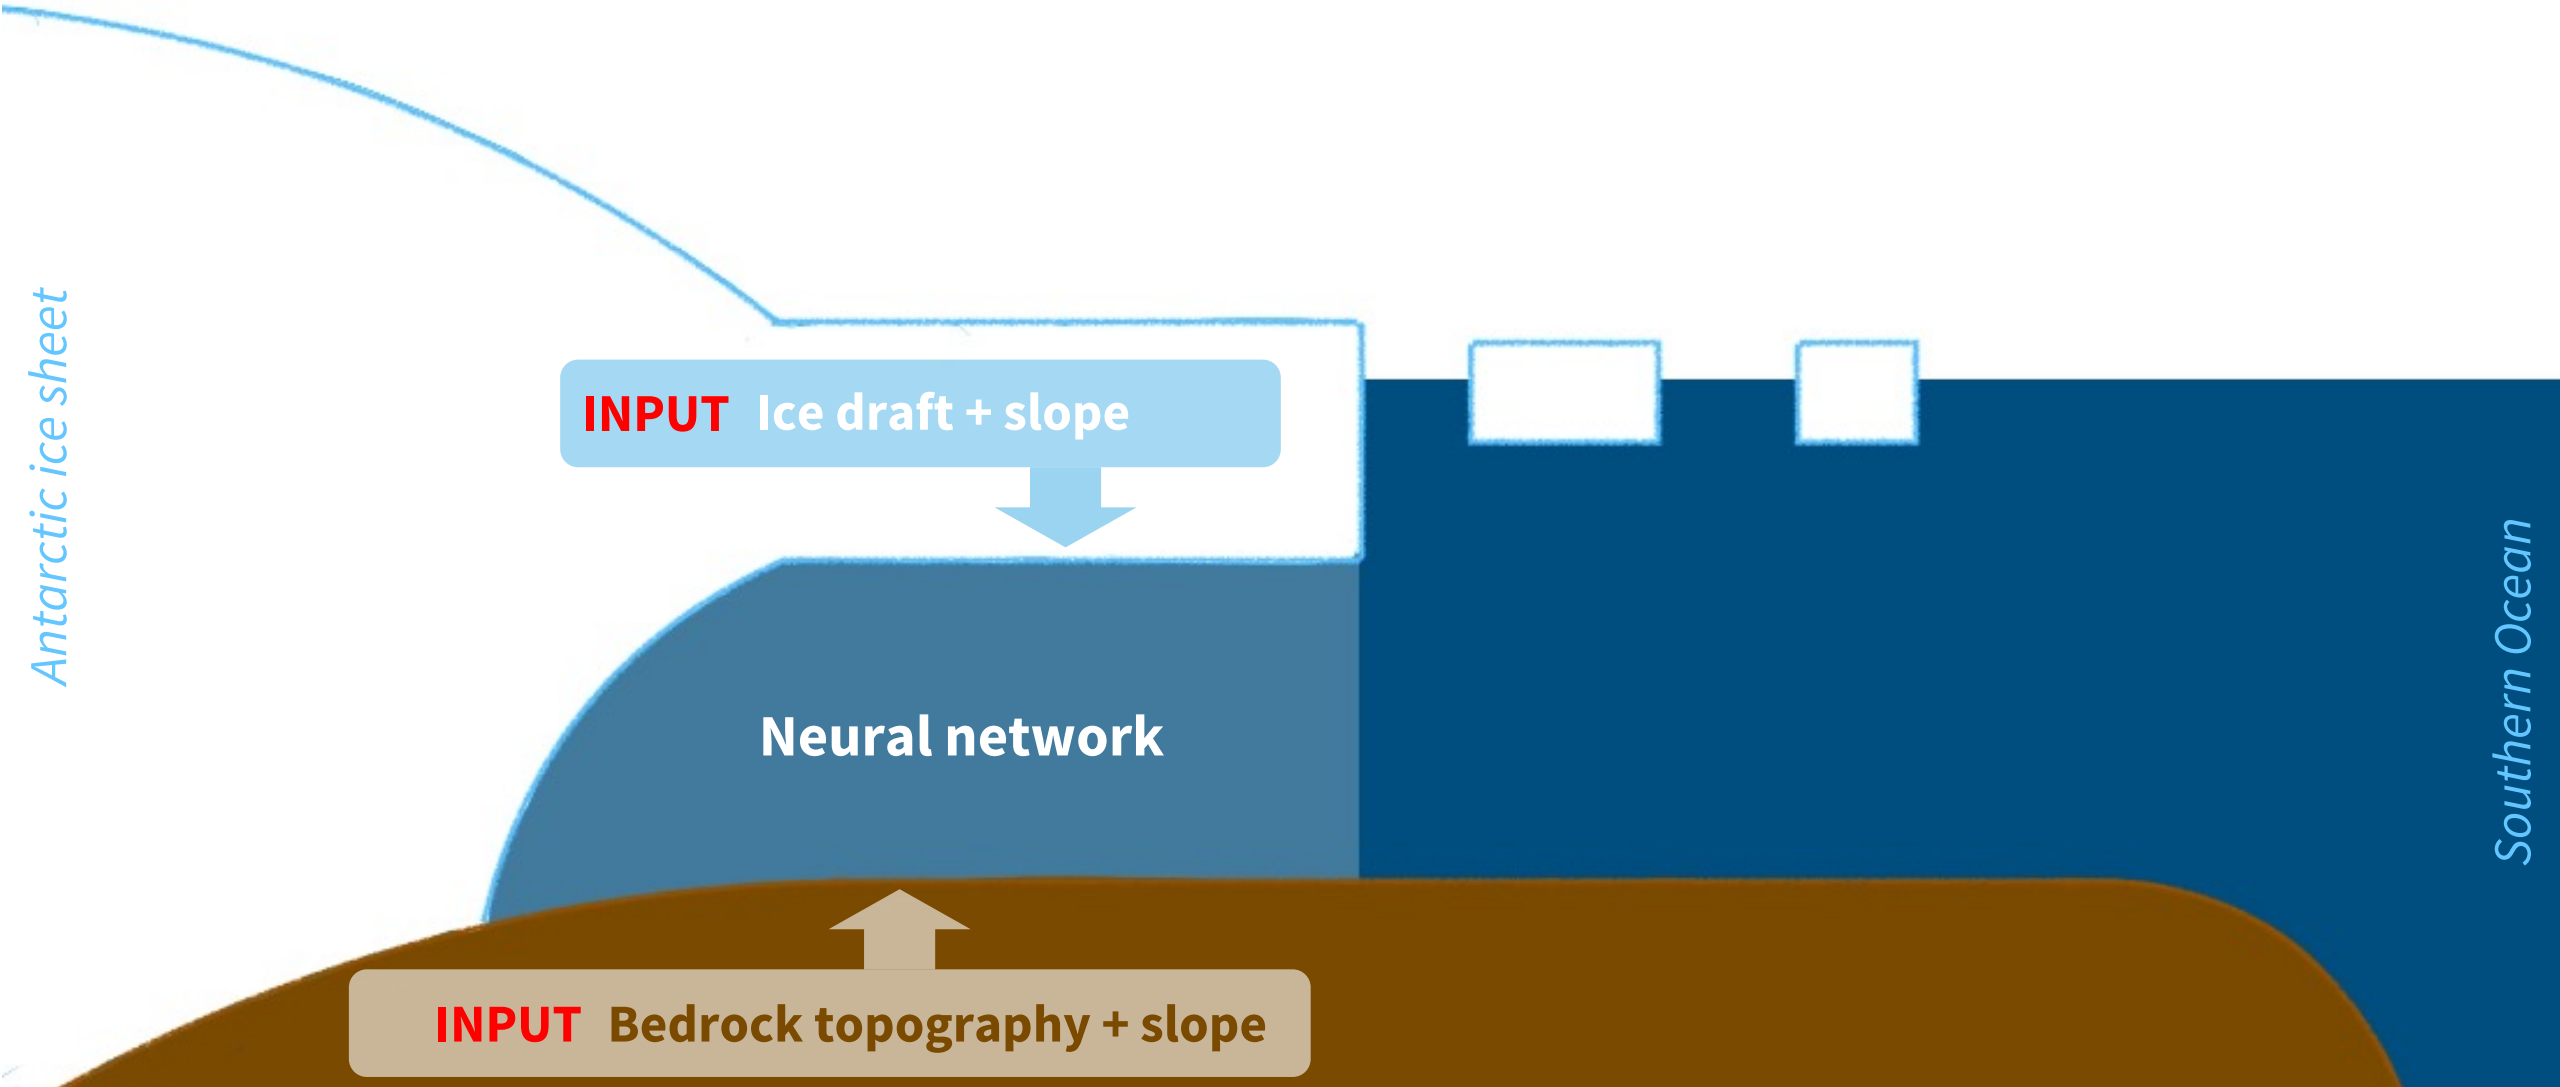 Antarctic ice sheet
INPUT Ice draft + slope
Neural network
Southern Ocean
INPUT Bedrock topography + slope